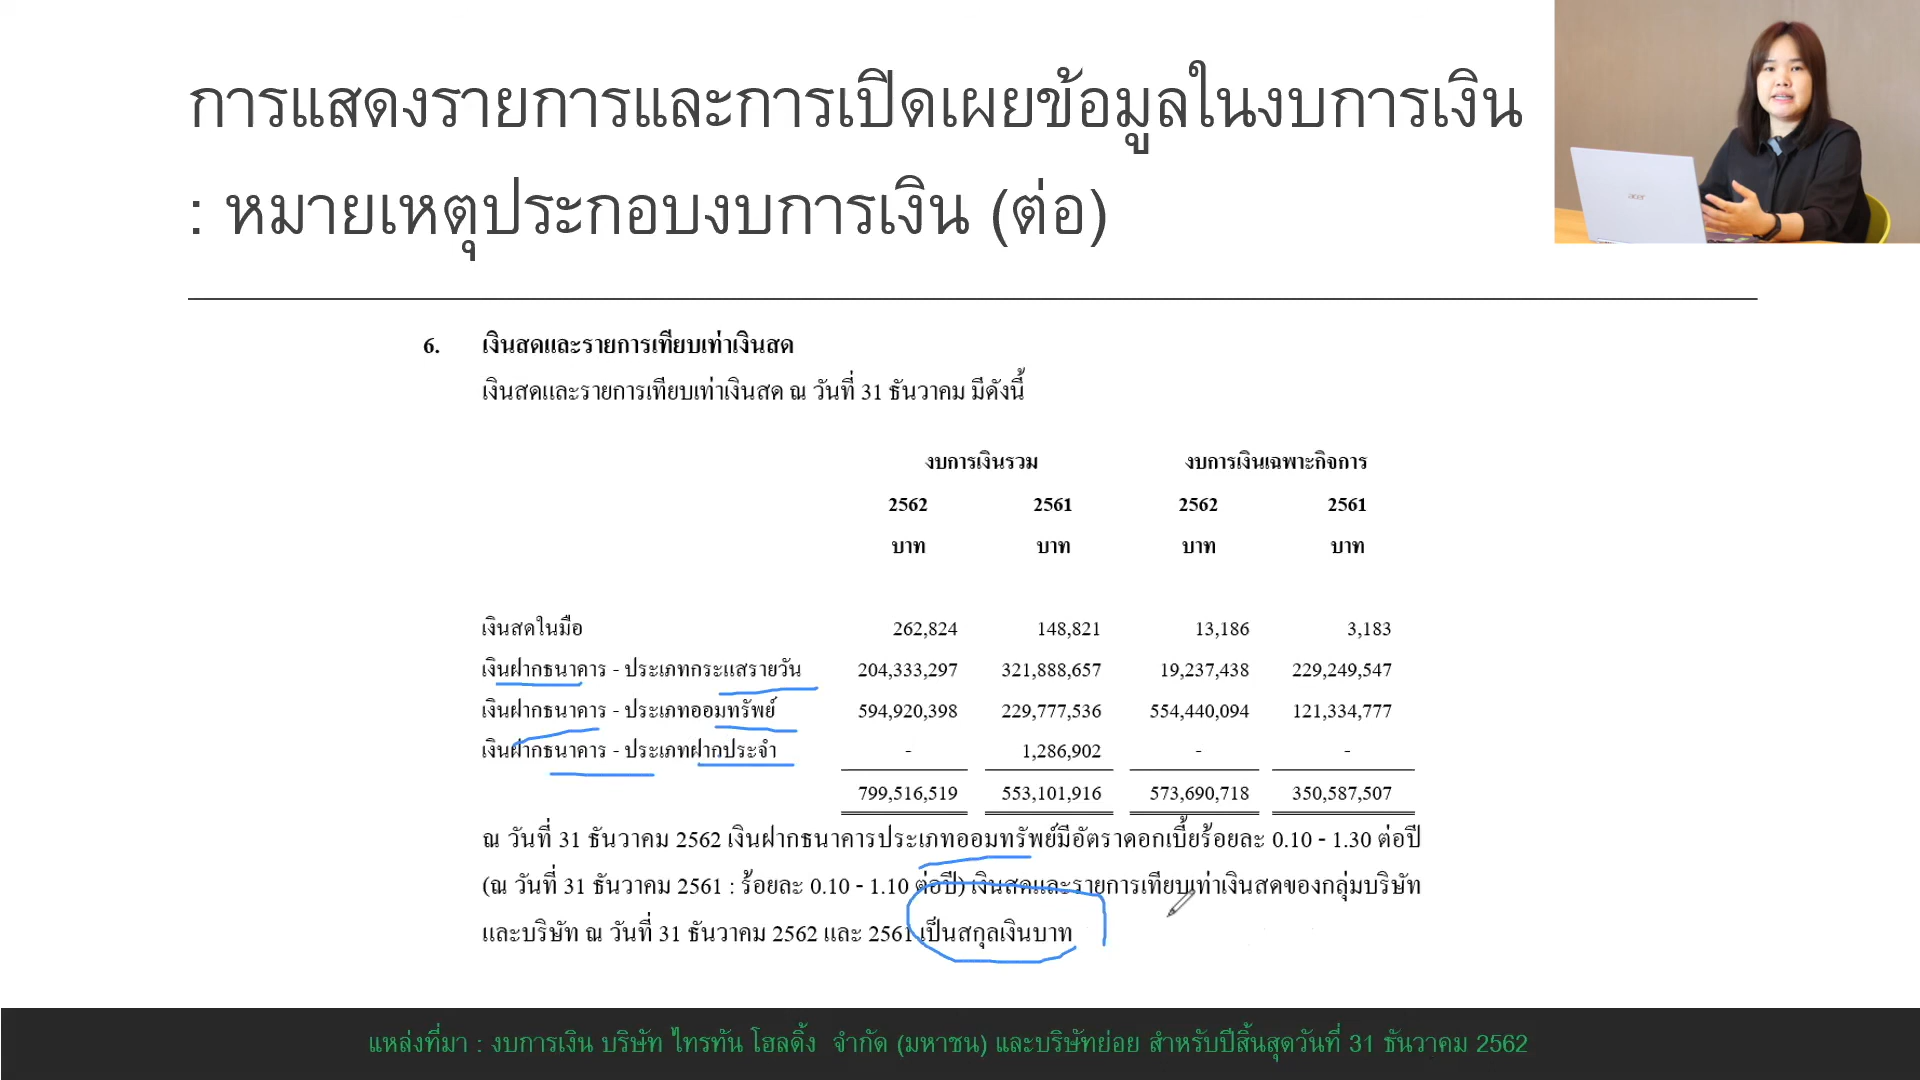 การแสดงรายการและการเปิดเผยข้อมูลในงบการเงิน
: หมายเหตุประกอบงบการเงิน (ต่อ)
acer
6. เงินสดและรายการเทียบเท่าเงินสด
เงินสดและรายการเทียบเท่าเงินสด ณ วันที่ 31 ธันวาคม มีดังนี้
งบการเงินรวม งบการเงินเฉพาะกิจการ
2562 2561 2562 2561
บาท บาท บาท บาท
เงินสดในมือ 262,824 148,821 13,186 3,183
เงินฝากธนาคาร - ประเภทกระแสรายวัน 204,333,297 321,888,657 19,237,438 229,249,547
เงินฝากธนาคาร - ประเภทออมทรัพย์ 594,920,398 229,777,536 554,440,094 121,334,777
เงินฝากธนาคาร - ประเภทฝากประจำ - 1,286,902 - -
799,516,519 553,101,916 573,690,718 350,587,507
ณ วันที่ 31 ธันวาคม 2562 เงินฝากธนาคารประเภทออมทรัพย์มีอัตราดอกเบี้ยร้อยละ 0.10 - 1.30 ต่อปี
(ณ วันที่ 31 ธันวาคม 2561 : ร้อยละ 0.10 - 1.10 ต่อปี) เงินสดและรายการเทียบเท่าเงินสดของกลุ่มบริษัท
และบริษัท ณ วันที่ 31 ธันวาคม 2562 และ 2561 เป็นสกุลเงินบาท
แหล่งที่มา : งบการเงิน บริษัท ไทรทัน โฮลดิ้ง จำกัด (มหาชน) และบริษัทย่อย สำหรับปีสิ้นสุดวันที่ 31 ธันวาคม 2562